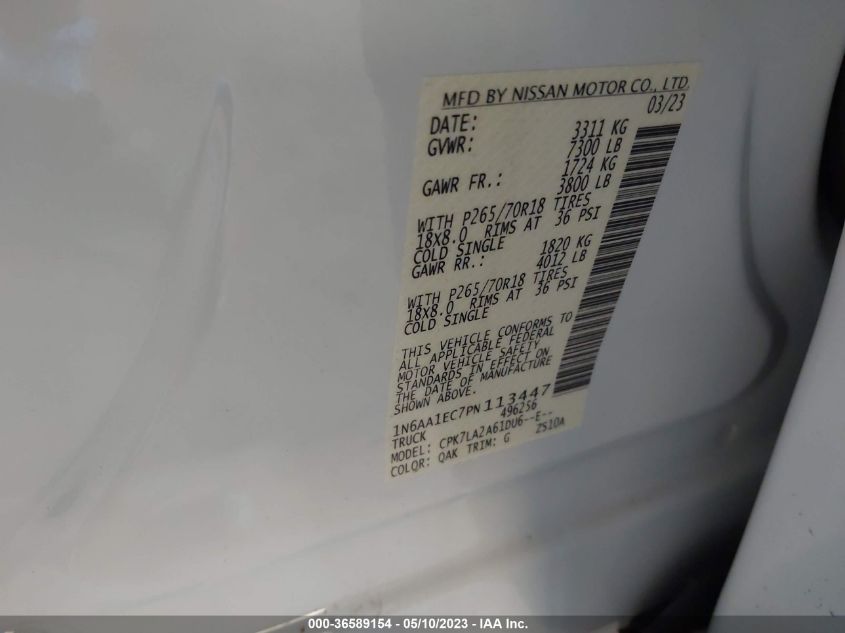 MFD BY NISSAN MOTOR CO., LTD.
DATE: 03/23
GVWR: 3311 KG
7300 LB
GAWR FR.: 1724 KG
3800 LB
WITH P265/70R18 TIRES
18X8.0 RIMS AT 36 PSI
COLD SINGLE
GAWR RR.: 1820 KG
4012 LB
WITH P265/70R18 TIRES
18X8.0 RIMS AT 36 PSI
COLD SINGLE
THIS VEHICLE CONFORMS TO
ALL APPLICABLE FEDERAL
MOTOR VEHICLE SAFETY
STANDARDS IN EFFECT ON
THE DATE OF MANUFACTURE
SHOWN ABOVE.
1N6AA1EC7PN113447
TRUCK 496256
MODEL: CPK7LA2A61DU6--E--
COLOR: QAK TRIM: G ZS10A
000-36589154 - 05/10/2023 - IAA Inc.